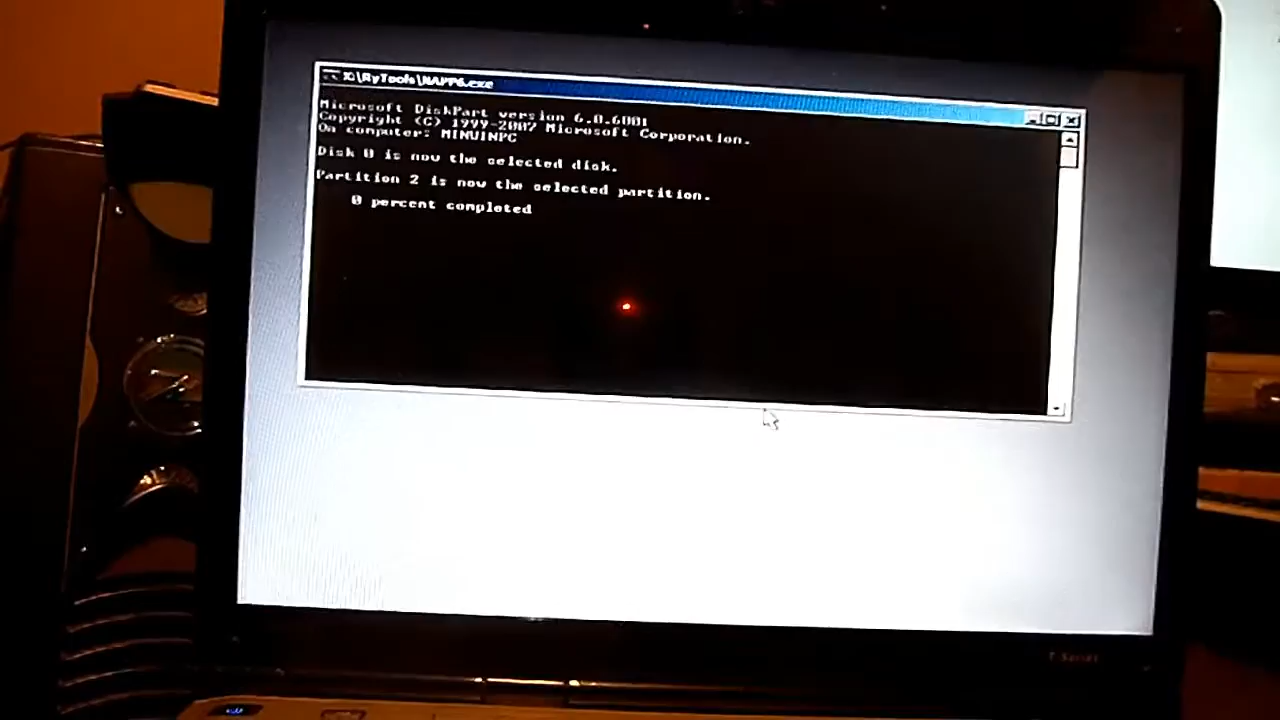 X:\RyTools\NAPP6.exe
Microsoft DiskPart version 6.0.6001
Copyright (C) 1999-2007 Microsoft Corporation.
On computer: MINWINPC
Disk 0 is now the selected disk.
Partition 2 is now the selected partition.
0 percent completed